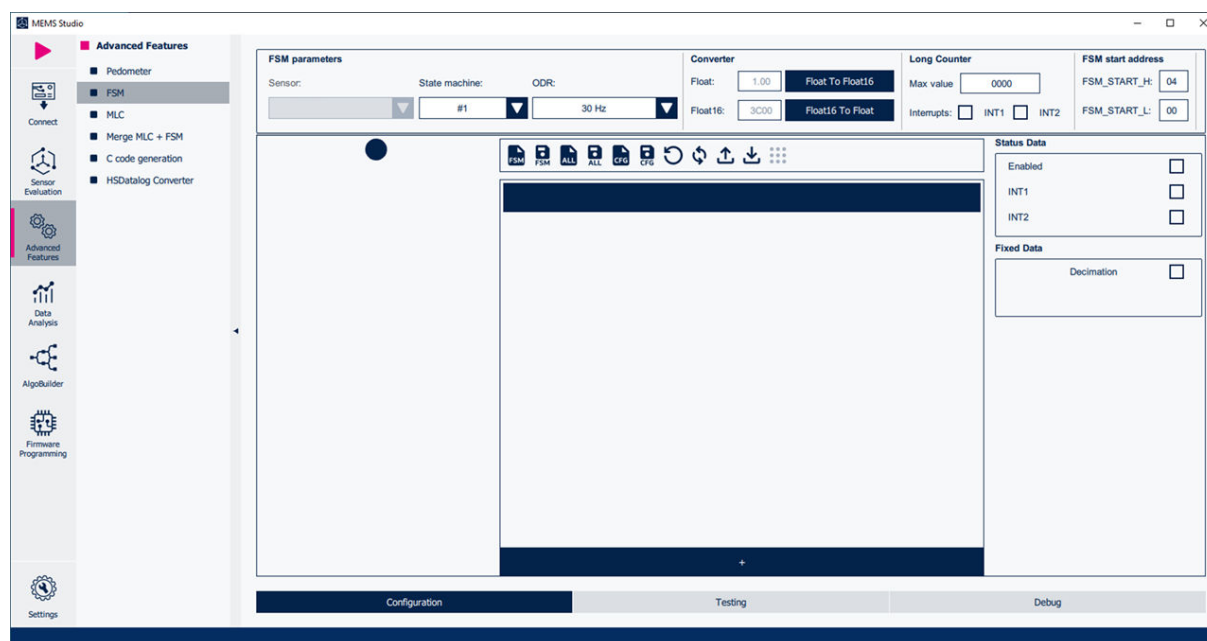 MEMS Studio
Connect
Sensor
Evaluation
Advanced
Features
Data
Analysis
AlgoBuilder
Firmware
Programming
Settings
Advanced Features
Pedometer
FSM
MLC
Merge MLC + FSM
C code generation
HSDatalog Converter
FSM parameters
Sensor:
State machine:
#1
ODR:
30 Hz
Converter
Float: 1.00 Float To Float16
Float16: 3C00 Float16 To Float
Long Counter
Max value 0000
Interrupts: INT1 INT2
FSM start address
FSM_START_H: 04
FSM_START_L: 00
FSM FSM ALL ALL CFG CFG
+
Status Data
Enabled
INT1
INT2
Fixed Data
Decimation
Configuration Testing Debug